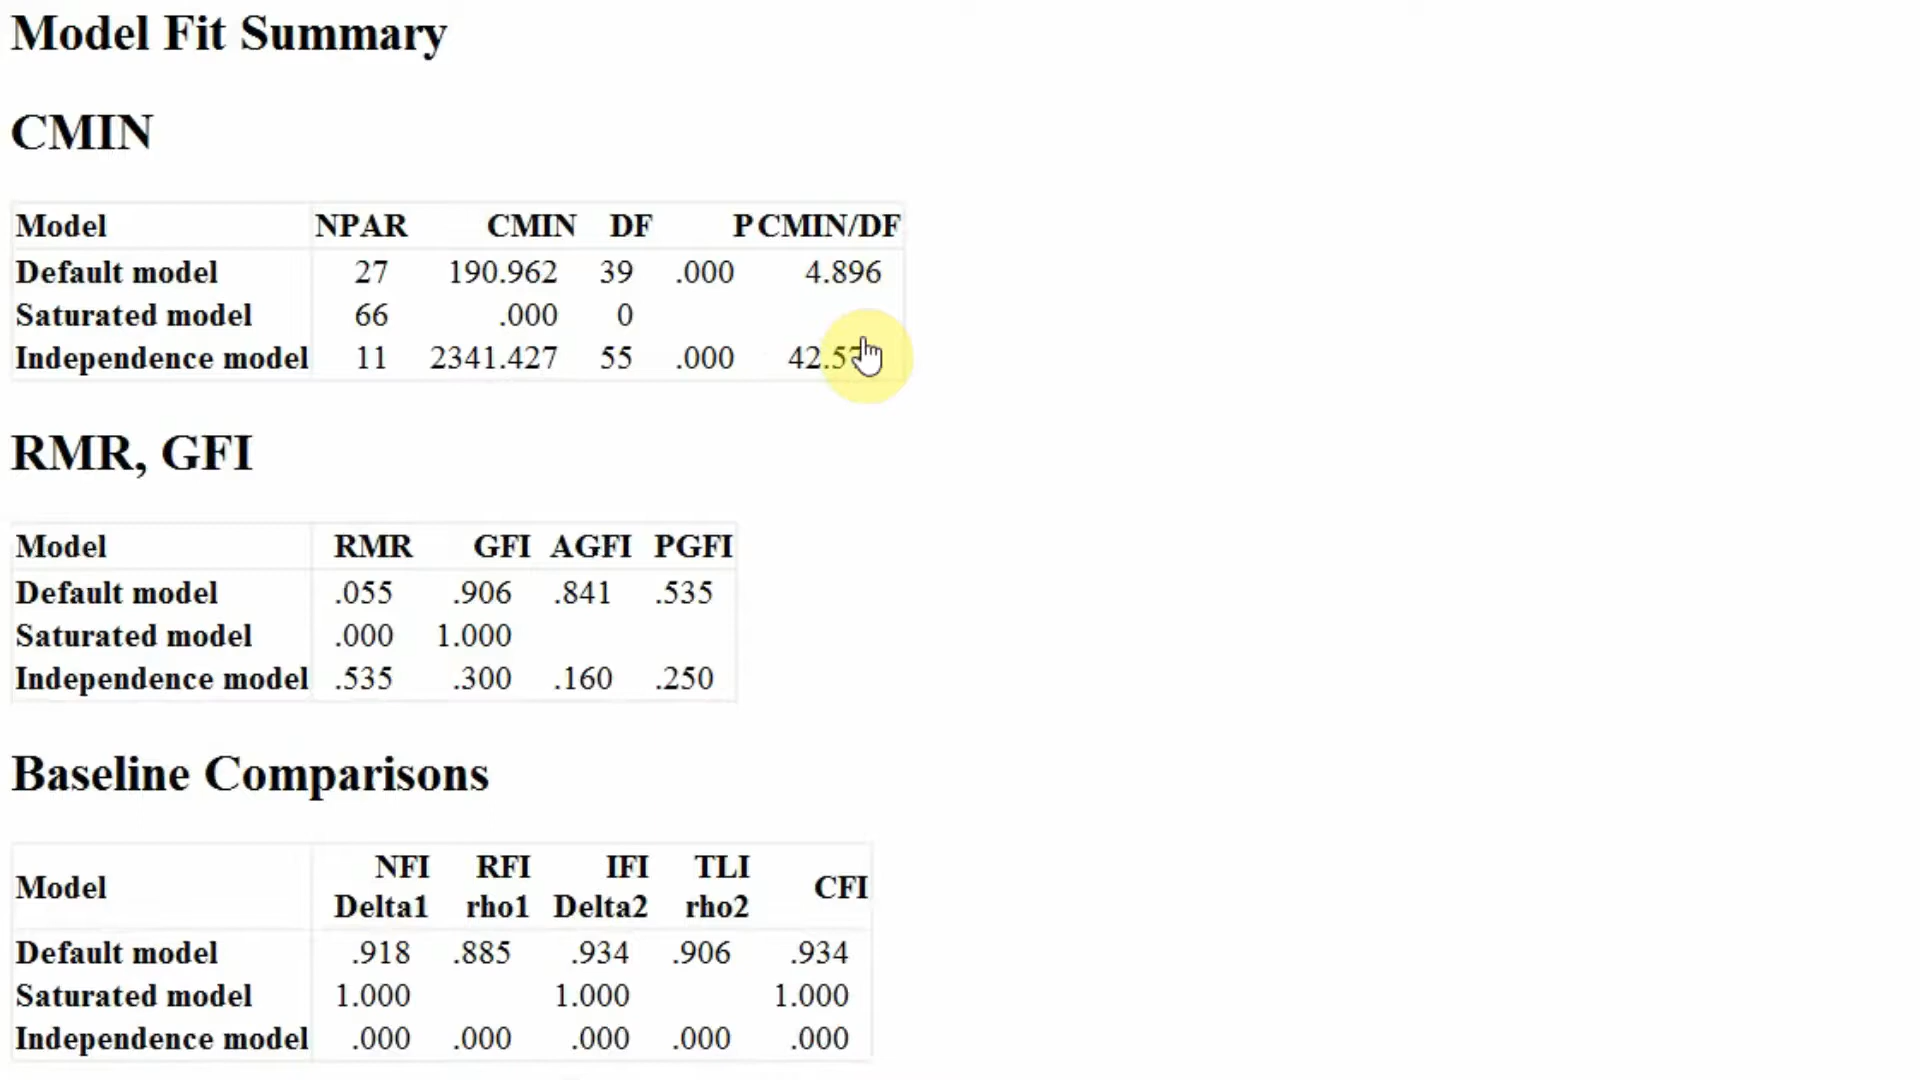 Model Fit Summary
CMIN
Model NPAR CMIN DF P CMIN/DF
Default model 27 190.962 39 .000 4.896
Saturated model 66 .000 0
Independence model 11 2341.427 55 .000
RMR, GFI
Model RMR GFI AGFI PGFI
Default model .055 .906 .841 .535
Saturated model .000 1.000
Independence model .535 .300 .160 .250
Baseline Comparisons
Model NFI Delta1 RFI rho1 IFI Delta2 TLI rho2 CFI
Default model .918 .885 .934 .906 .934
Saturated model 1.000 1.000 1.000
Independence model .000 .000 .000 .000 .000